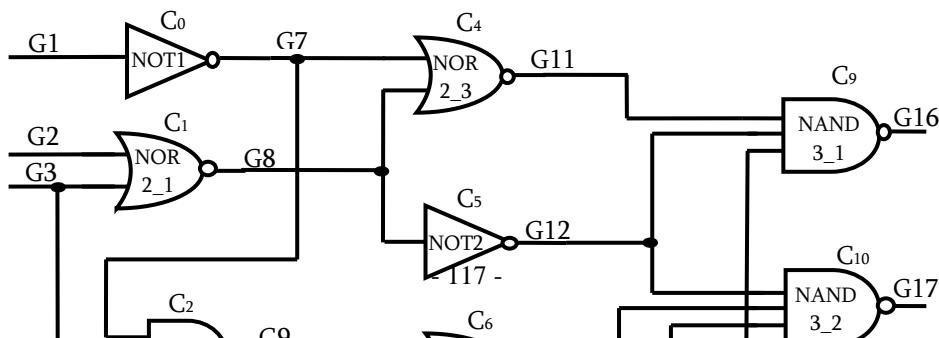 C0
C4
G1
NOT1
G7
NOR
2_3
G11
C9
G16
NAND
3_1
C1
G2
NOR
2_1
G3
G8
C5
NOT2
G12
- 117 -
C10
NAND
3_2
G17
C2
G9
C6